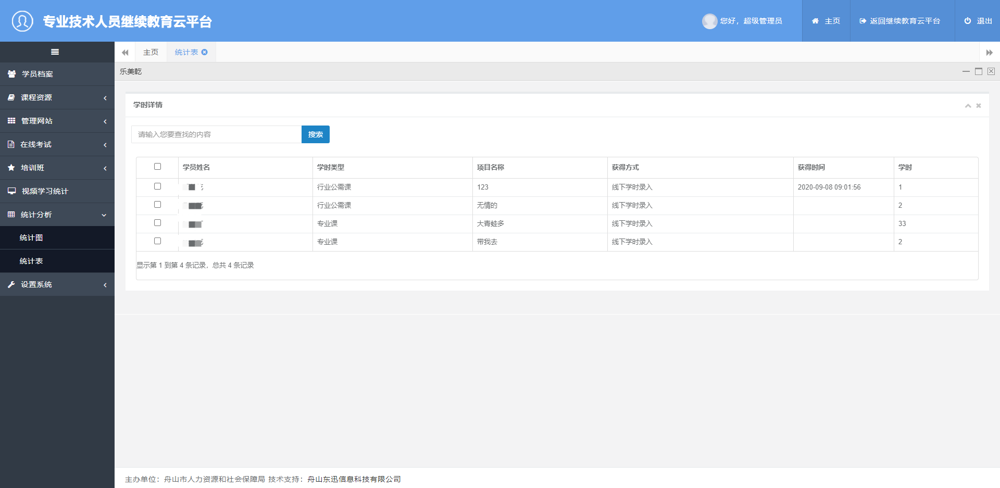 专业技术人员继续教育云平台
您好，超级管理员
主页
返回继续教育云平台
退出
主页
统计表
乐美乾
学员档案
课程资源
管理网站
在线考试
培训班
视频学习统计
统计分析
统计图
统计表
设置系统
学时详情
请输入您要查找的内容
搜索
学员姓名 学时类型 项目名称 获得方式 获得时间 学时
行业公需课 123 线下学时录入 2020-09-08 09:01:56 1
行业公需课 无情的 线下学时录入 2
专业课 大青蛙多 线下学时录入 33
专业课 带我去 线下学时录入 2
显示第 1 到第 4 条记录，总共 4 条记录
主办单位：舟山市人力资源和社会保障局 技术支持：舟山东迅信息科技有限公司